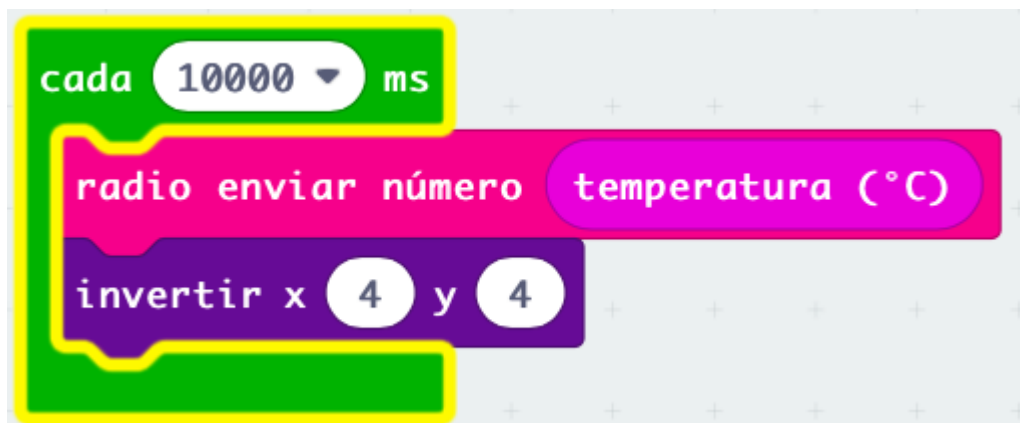 cada 10000 ms
radio enviar número temperatura (°C)
invertir x 4 y 4